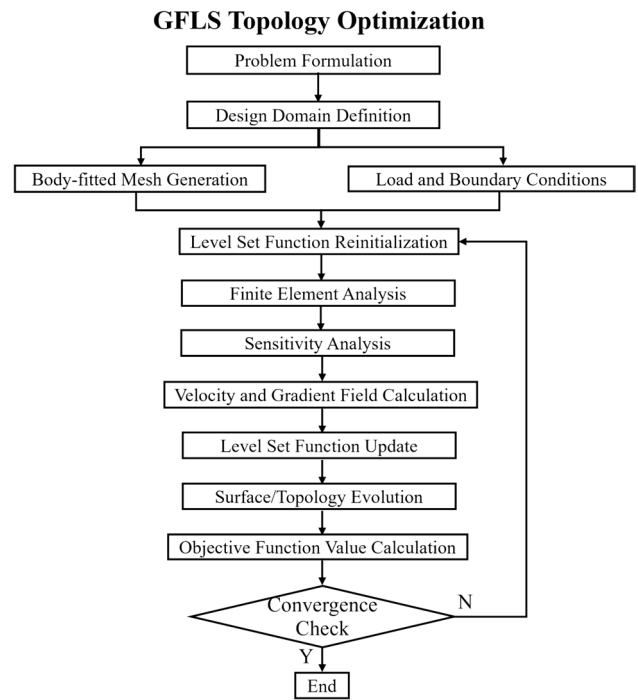 GFLS Topology Optimization
Problem Formulation
Design Domain Definition
Body-fitted Mesh Generation
Load and Boundary Conditions
Level Set Function Reinitialization
Finite Element Analysis
Sensitivity Analysis
Velocity and Gradient Field Calculation
Level Set Function Update
Surface/Topology Evolution
Objective Function Value Calculation
Convergence
Check
N
Y
End